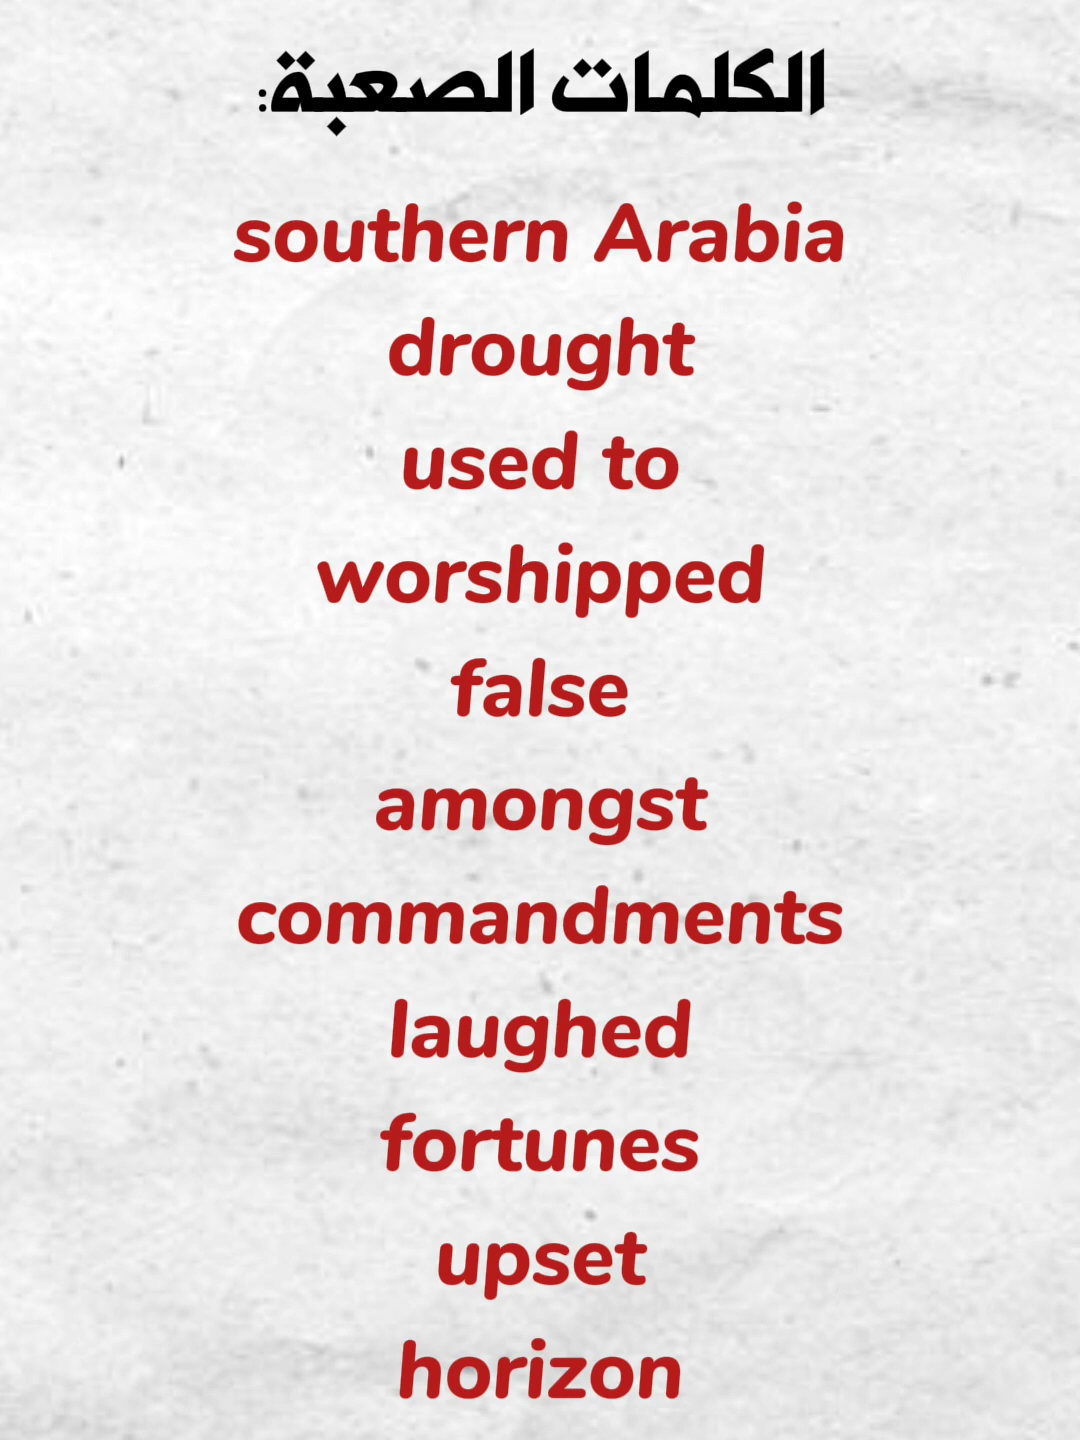 الكلمات الصعبة:
southern Arabia
drought
used to
worshipped
false
amongst
commandments
laughed
fortunes
upset
horizon